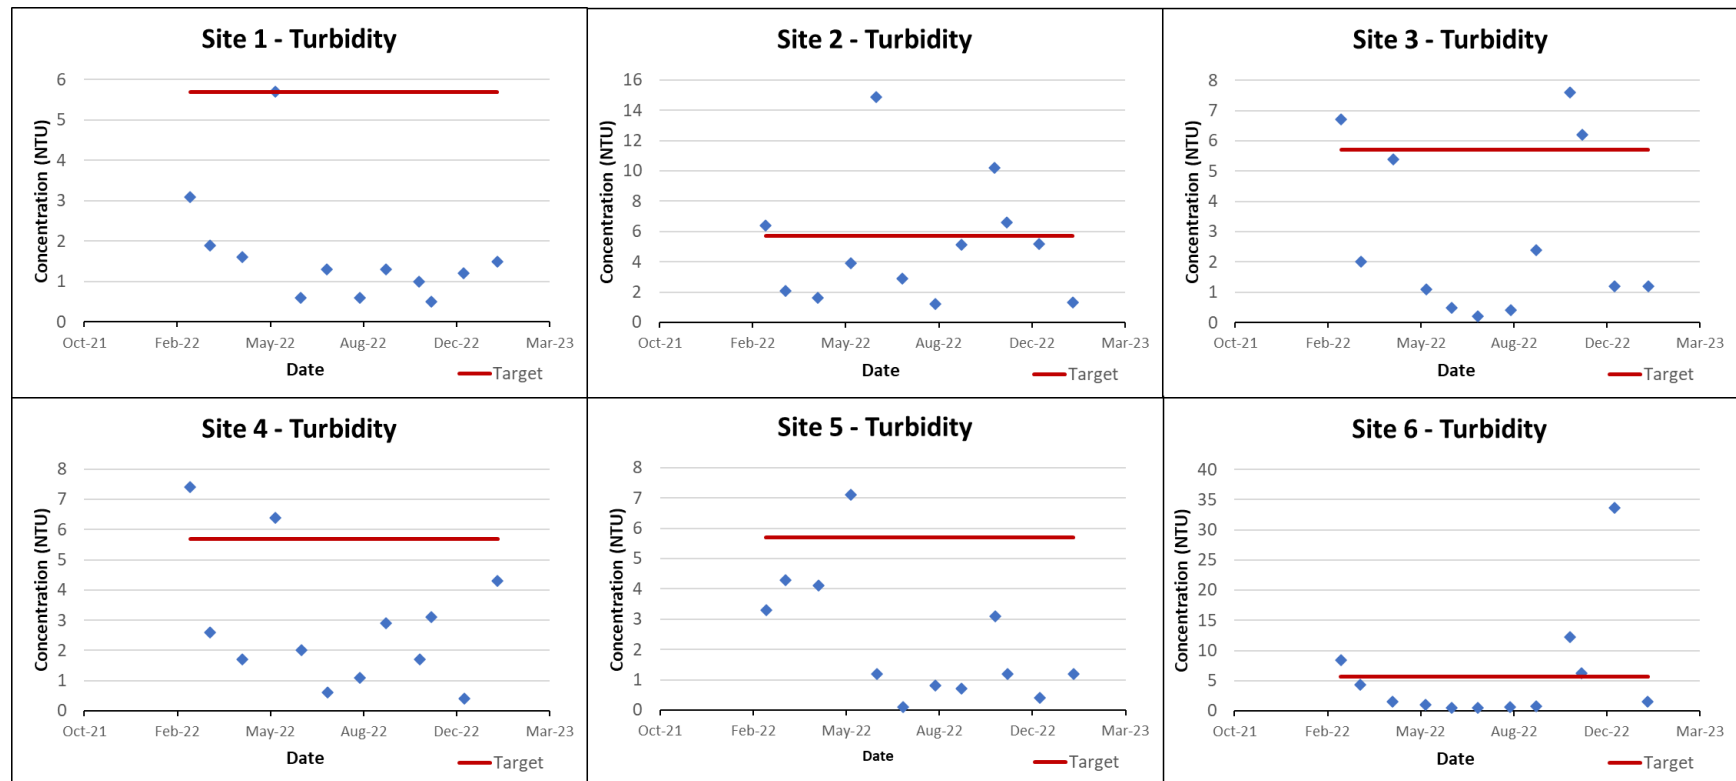 Site 1 - Turbidity
Concentration (NTU)
6
5
4
3
2
1
0
Oct-21 Feb-22 May-22 Aug-22 Dec-22 Mar-23
Date
Target
Site 2 - Turbidity
Concentration (NTU)
16
14
12
10
8
6
4
2
0
Oct-21 Feb-22 May-22 Aug-22 Dec-22 Mar-23
Date
Target
Site 3 - Turbidity
Concentration (NTU)
8
7
6
5
4
3
2
1
0
Oct-21 Feb-22 May-22 Aug-22 Dec-22 Mar-23
Date
Target
Site 4 - Turbidity
Concentration (NTU)
8
7
6
5
4
3
2
1
0
Oct-21 Feb-22 May-22 Aug-22 Dec-22 Mar-23
Date
Target
Site 5 - Turbidity
Concentration (NTU)
8
7
6
5
4
3
2
1
0
Oct-21 Feb-22 May-22 Aug-22 Dec-22 Mar-23
Date
Target
Site 6 - Turbidity
Concentration (NTU)
40
35
30
25
20
15
10
5
0
Oct-21 Feb-22 May-22 Aug-22 Dec-22 Mar-23
Date
Target